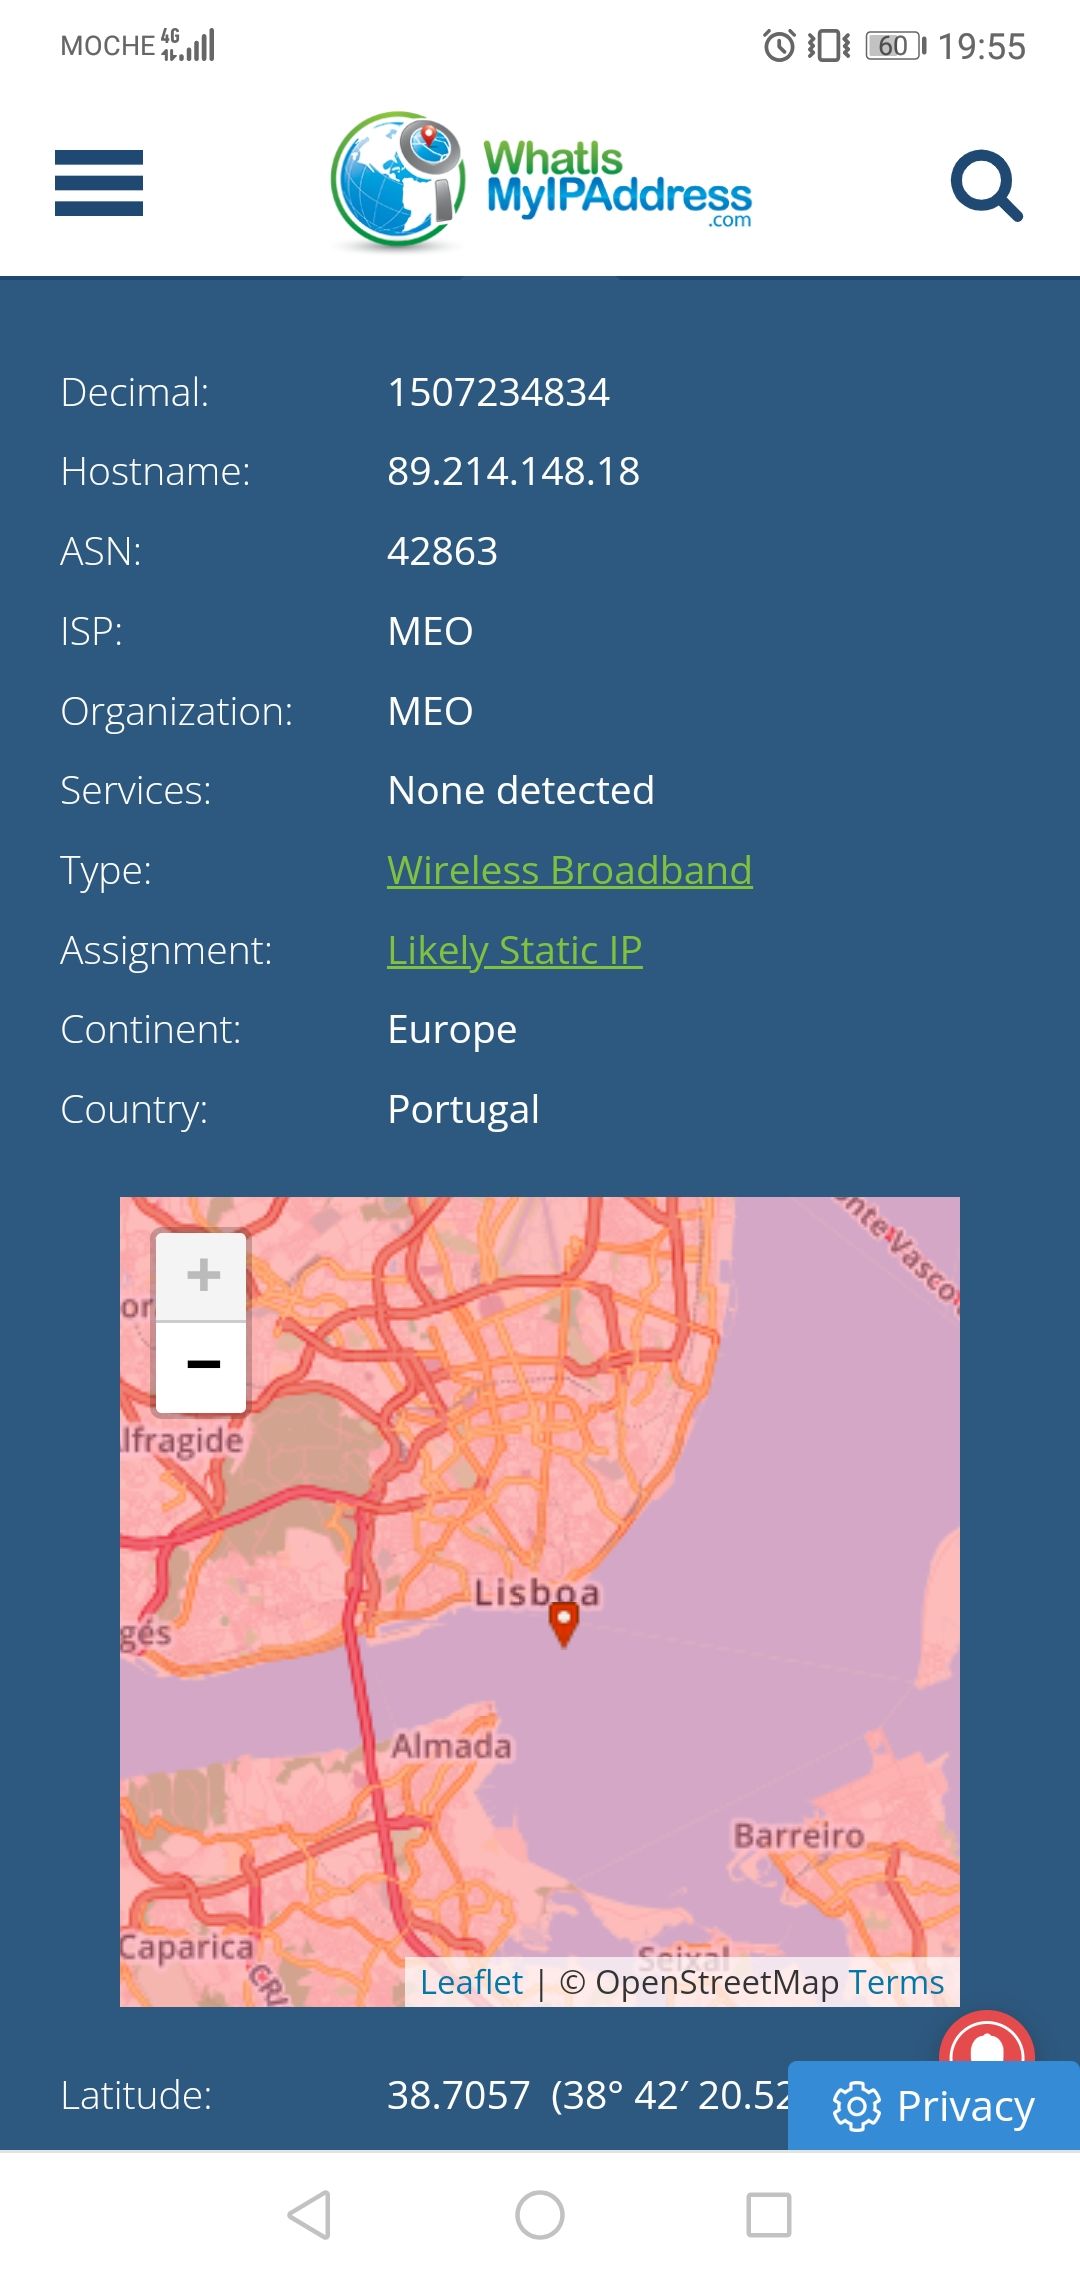 MOCHE 4G 60 19:55
WhatIs
MyIPAddress
.com
Decimal: 1507234834
Hostname: 89.214.148.18
ASN: 42863
ISP: MEO
Organization: MEO
Services: None detected
Type: Wireless Broadband
Assignment: Likely Static IP
Continent: Europe
Country: Portugal
onte Vasco
+
or
−
lfragide
Lisboa
gés
Almada
Barreiro
Caparica
Seixal
CRI
Leaflet | © OpenStreetMap Terms
Latitude: 38.7057 (38° 42′ 20.52
Privacy